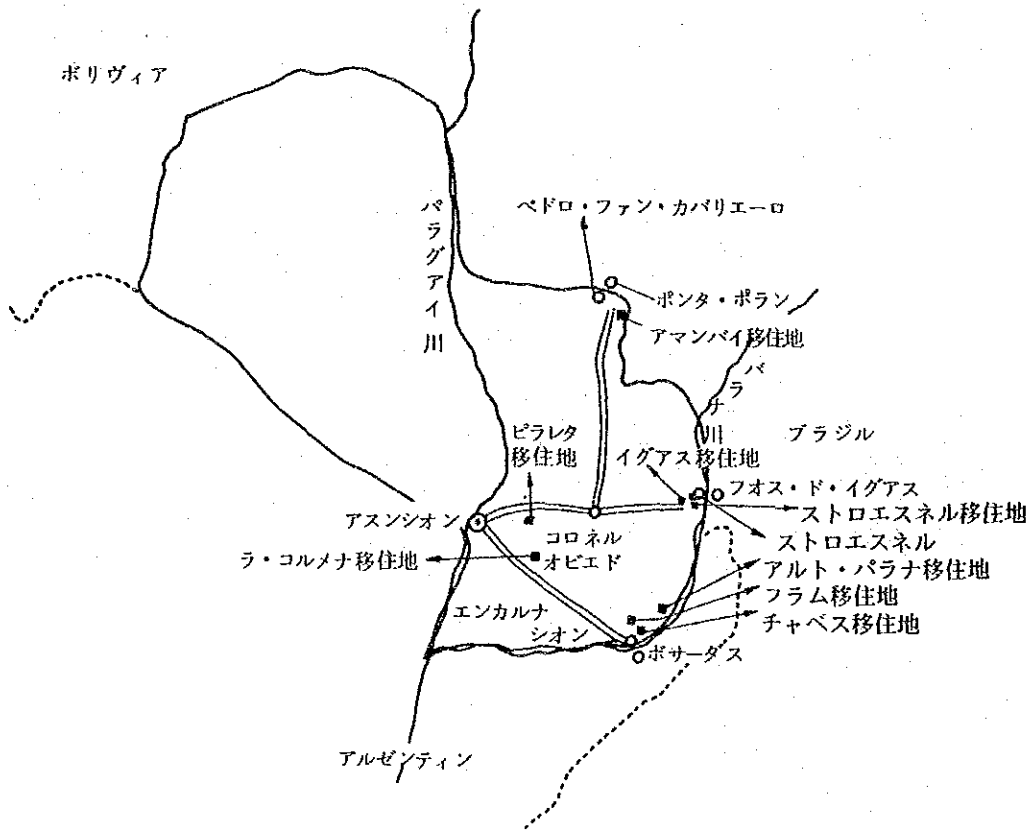 ボリヴィア
パラグアイ川
ペドロ・ファン・カバリエーロ
ポンタ・ポラン
アマンバイ移住地
パラナ川
ブラジル
ピラレタ
移住地
イグアス移住地
フオス・ド・イグアス
ストロエスネル移住地
ストロエスネル
アスンシオン
コロネル
オビエド
ラ・コルメナ移住地
アルト・パラナ移住地
フラム移住地
チャベス移住地
エンカルナ
シオン
ポサーダス
アルゼンティン